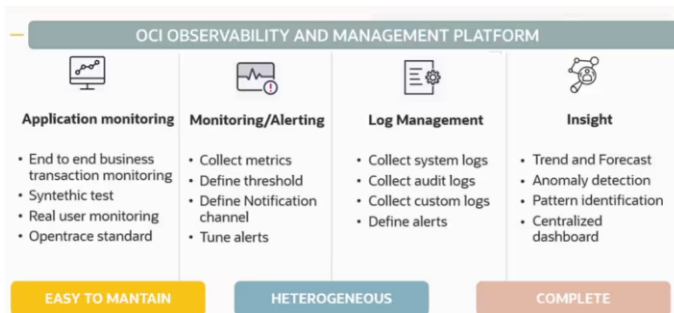 OCI OBSERVABILITY AND MANAGEMENT PLATFORM
Application monitoring
• End to end business
transaction monitoring
• Syntethic test
• Real user monitoring
• Opentrace standard
Monitoring/Alerting
• Collect metrics
• Define threshold
• Define Notification
channel
• Tune alerts
Log Management
• Collect system logs
• Collect audit logs
• Collect custom logs
• Define alerts
Insight
• Trend and Forecast
• Anomaly detection
• Pattern identification
• Centralized
dashboard
EASY TO MANTAIN
HETEROGENEOUS
COMPLETE